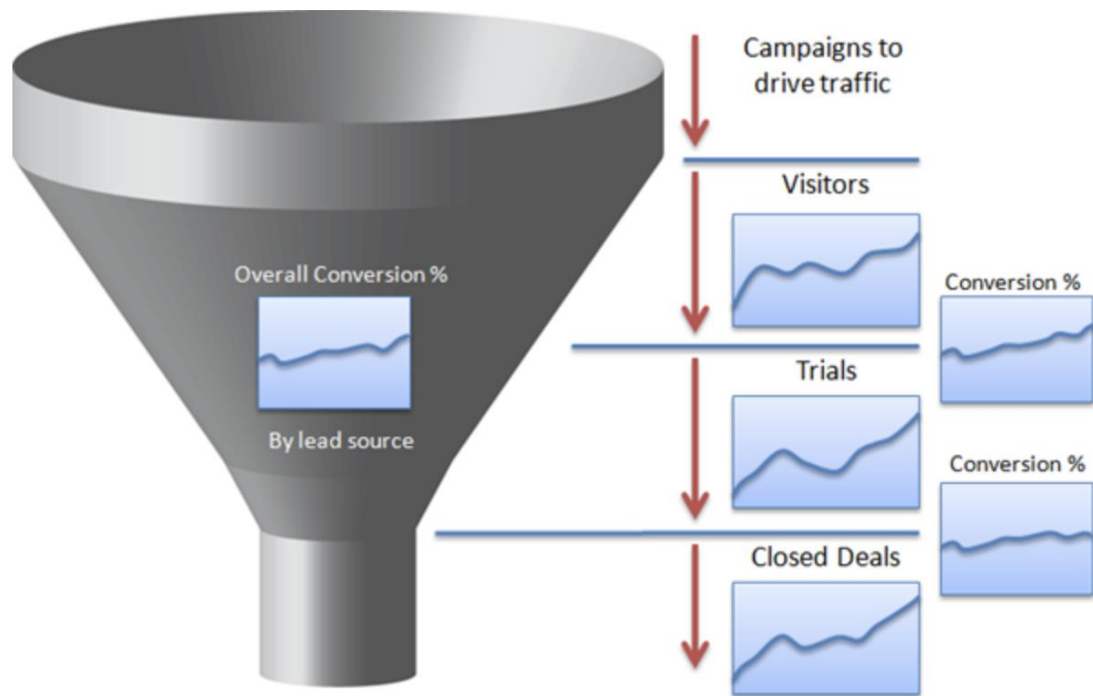 Campaigns to
drive traffic
Visitors
Overall Conversion %
Conversion %
Trials
By lead source
Conversion %
Closed Deals